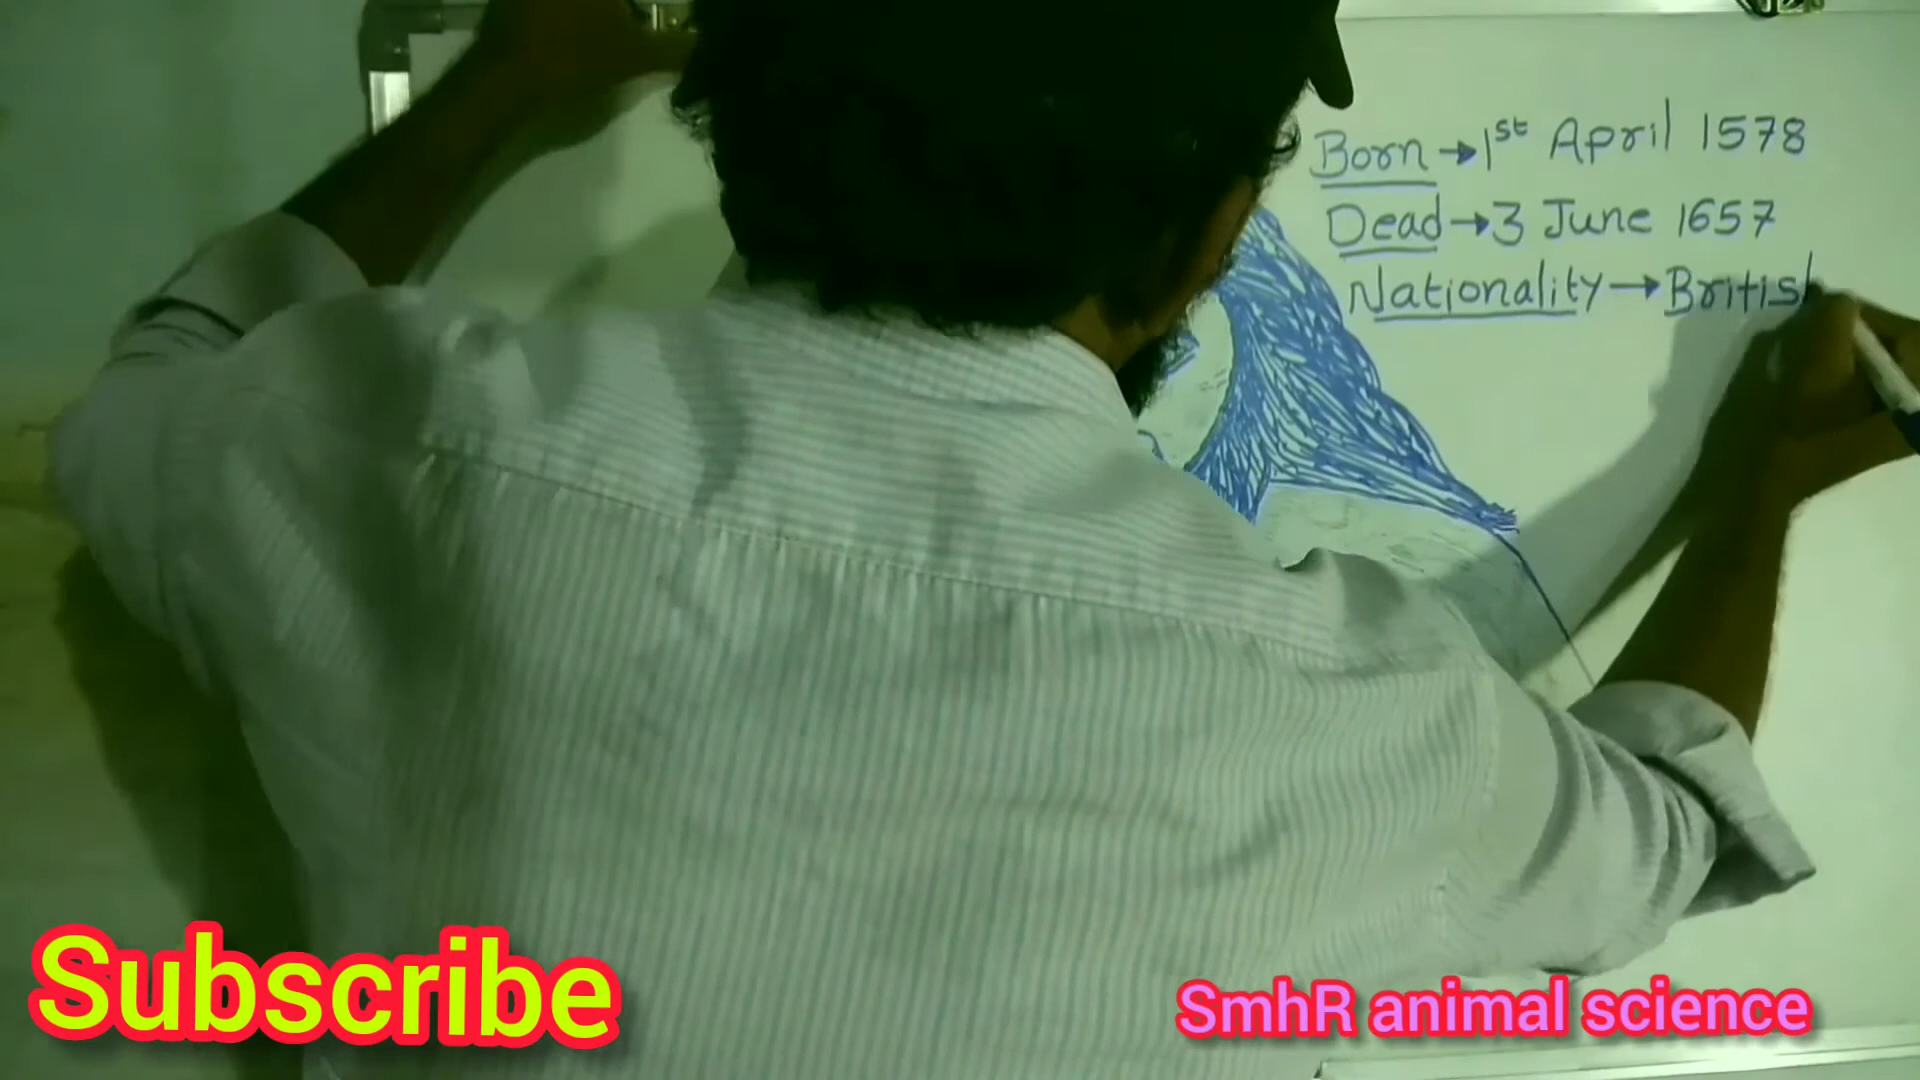 Born → 1st April 1578
Dead → 3 June 1657
Nationality → British
Subscribe
SmhR animal science